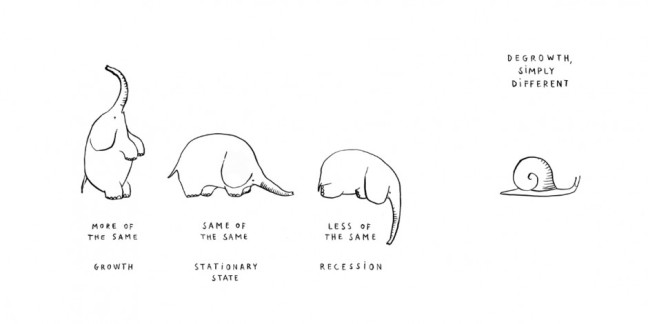 DEGROWTH,
SIMPLY
DIFFERENT
MORE OF
THE SAME
SAME OF
THE SAME
LESS OF
THE SAME
GROWTH
STATIONARY
STATE
RECESSION